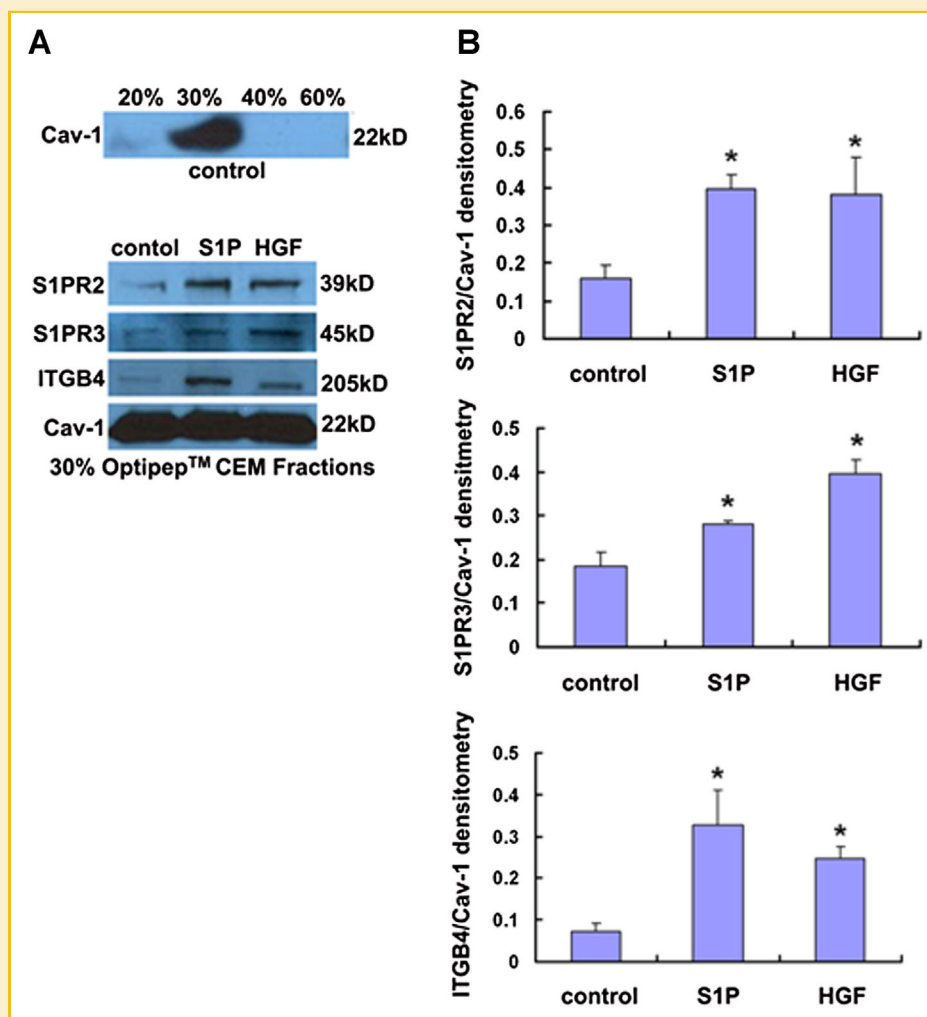 A
20% 30% 40% 60%
Cav-1
22kD
control
contol S1P HGF
S1PR2
39kD
S1PR3
45kD
ITGB4
205kD
Cav-1
22kD
30% Optipep™ CEM Fractions
B
S1PR2/Cav-1 densitometry
0.6
0.5
0.4
0.3
0.2
0.1
0
*
*
control S1P HGF
S1PR3/Cav-1 densitmetry
0.5
0.4
0.3
0.2
0.1
0
*
*
control S1P HGF
ITGB4/Cav-1 densitometry
0.5
0.4
0.3
0.2
0.1
0
*
*
control S1P HGF